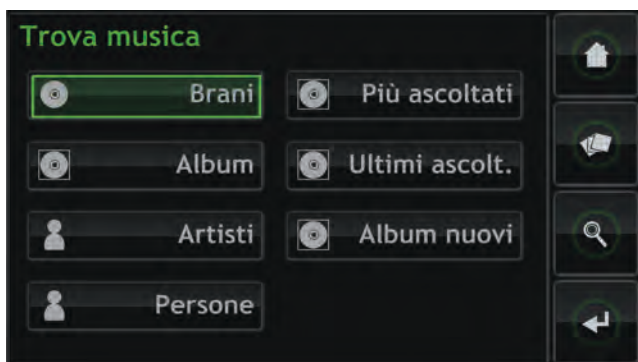 Trova musica
Brani
Più ascoltati
Album
Ultimi ascolt.
Artisti
Album nuovi
Persone